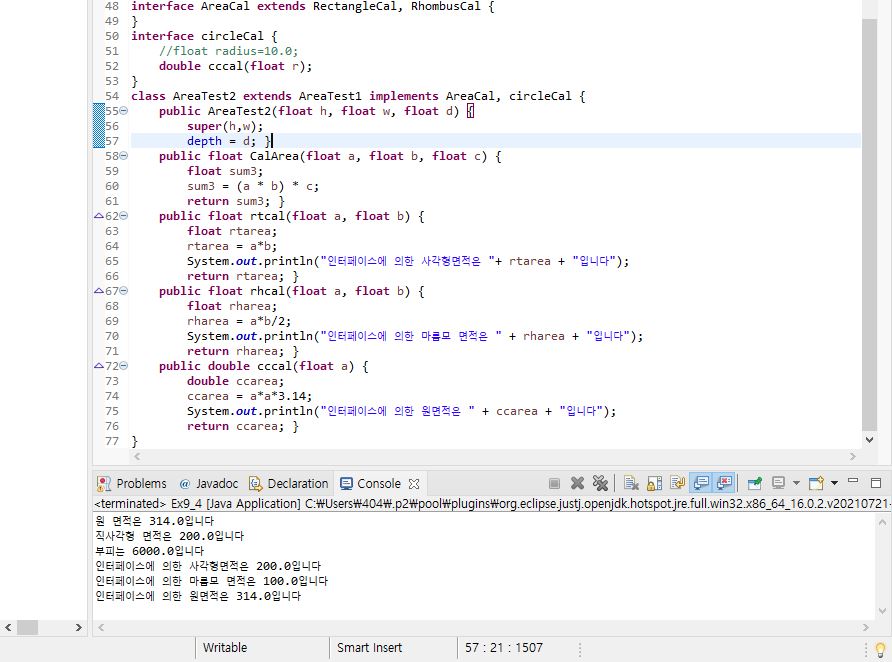 48 interface AreaCal extends RectangleCal, RhombusCal {
49 }
50 interface circleCal {
51     //float radius=10.0;
52     double cccal(float r);
53 }
54 class AreaTest2 extends AreaTest1 implements AreaCal, circleCal {
55     public AreaTest2(float h, float w, float d) {
56         super(h,w);
57         depth = d; }
58     public float CalArea(float a, float b, float c) {
59         float sum3;
60         sum3 = (a * b) * c;
61         return sum3; }
62     public float rtcal(float a, float b) {
63         float rtarea;
64         rtarea = a*b;
65         System.out.println("인터페이스에 의한 사각형면적은 "+ rtarea + "입니다");
66         return rtarea; }
67     public float rhcal(float a, float b) {
68         float rharea;
69         rharea = a*b/2;
70         System.out.println("인터페이스에 의한 마름모 면적은 " + rharea + "입니다");
71         return rharea; }
72     public double cccal(float a) {
73         double ccarea;
74         ccarea = a*a*3.14;
75         System.out.println("인터페이스에 의한 원면적은 " + ccarea + "입니다");
76         return ccarea; }
77 }
Problems @ Javadoc Declaration Console
<terminated> Ex9_4 [Java Application] C:₩Users₩404₩.p2₩pool₩plugins₩org.eclipse.justj.openjdk.hotspot.jre.full.win32.x86_64_16.0.2.v20210721-
원 면적은 314.0입니다
직사각형 면적은 200.0입니다
부피는 6000.0입니다
인터페이스에 의한 사각형면적은 200.0입니다
인터페이스에 의한 마름모 면적은 100.0입니다
인터페이스에 의한 원면적은 314.0입니다
Writable Smart Insert 57 : 21 : 1507